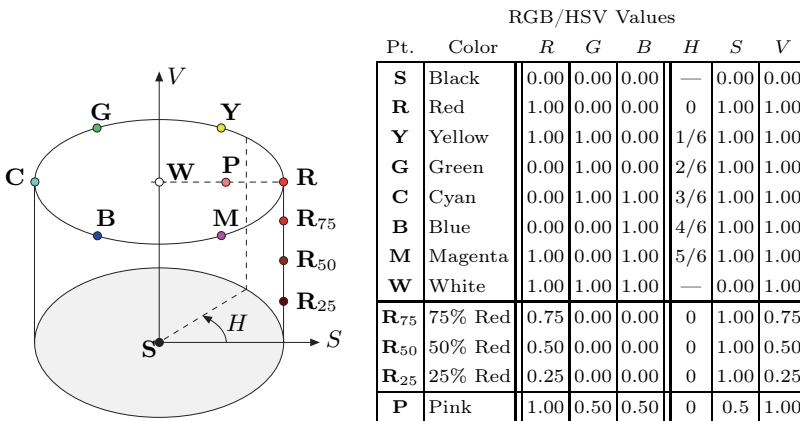 V
G
Y
C
W
P
R
B
M
R₇₅
R₅₀
R₂₅
H
S
S
RGB/HSV Values
Pt. Color R G B H S V
S Black 0.00 0.00 0.00 — 0.00 0.00
R Red 1.00 0.00 0.00 0 1.00 1.00
Y Yellow 1.00 1.00 0.00 1/6 1.00 1.00
G Green 0.00 1.00 0.00 2/6 1.00 1.00
C Cyan 0.00 1.00 1.00 3/6 1.00 1.00
B Blue 0.00 0.00 1.00 4/6 1.00 1.00
M Magenta 1.00 0.00 1.00 5/6 1.00 1.00
W White 1.00 1.00 1.00 — 0.00 1.00
R₇₅ 75% Red 0.75 0.00 0.00 0 1.00 0.75
R₅₀ 50% Red 0.50 0.00 0.00 0 1.00 0.50
R₂₅ 25% Red 0.25 0.00 0.00 0 1.00 0.25
P Pink 1.00 0.50 0.50 0 0.5 1.00